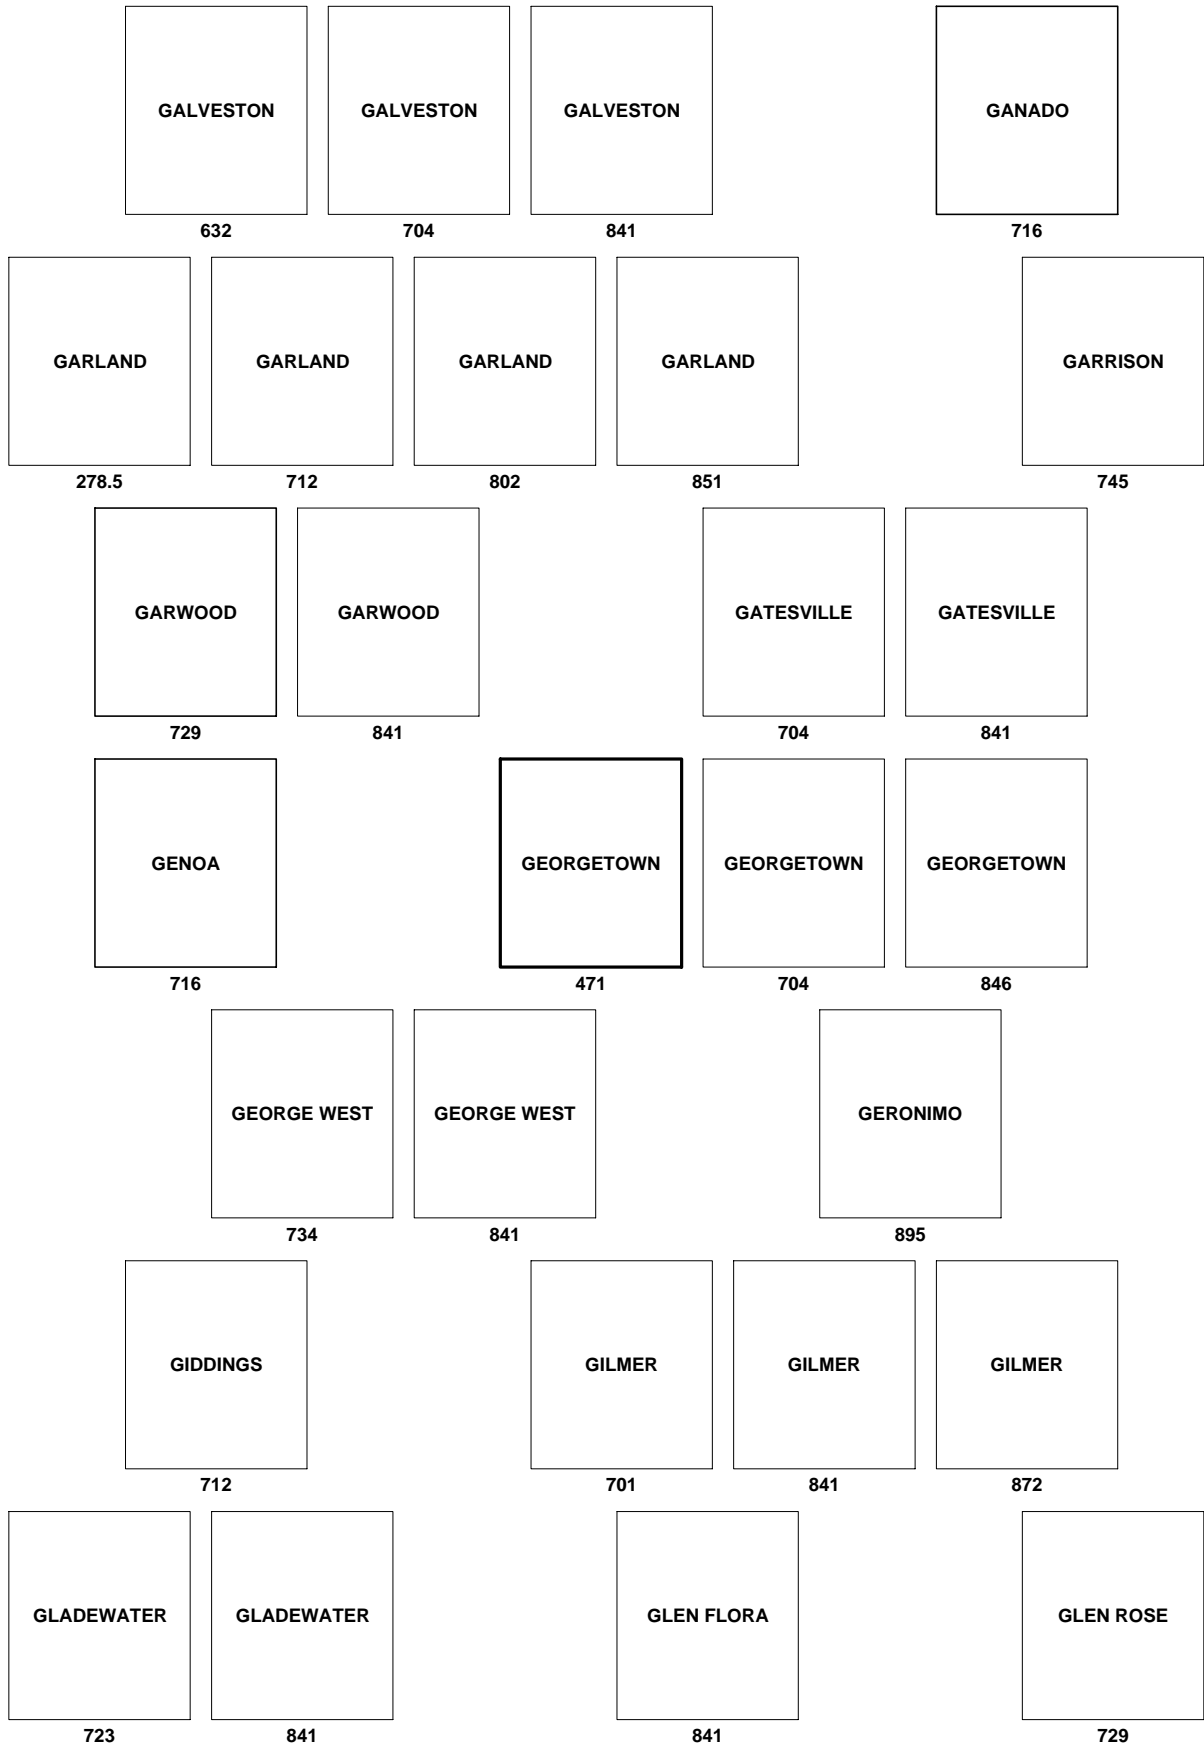 GALVESTON GALVESTON GALVESTON GANADO
632 704 841 716
GARLAND GARLAND GARLAND GARLAND GARRISON
278.5 712 802 851 745
GARWOOD GARWOOD GATESVILLE GATESVILLE
729 841 704 841
GENOA GEORGETOWN GEORGETOWN GEORGETOWN
716 471 704 846
GEORGE WEST GEORGE WEST GERONIMO
734 841 895
GIDDINGS GILMER GILMER GILMER
712 701 841 872
GLADEWATER GLADEWATER GLEN FLORA GLEN ROSE
723 841 841 729